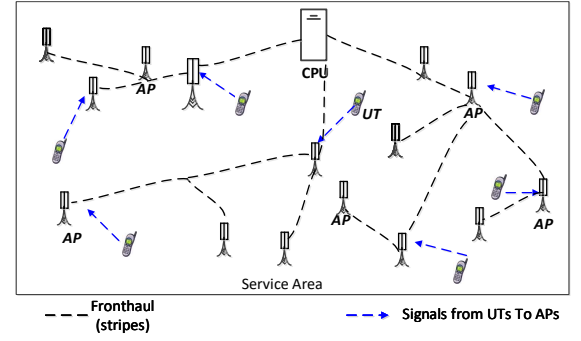 CPU
AP
UT
AP
AP
AP
AP
Service Area
Fronthaul
(stripes)
Signals from UTs To APs